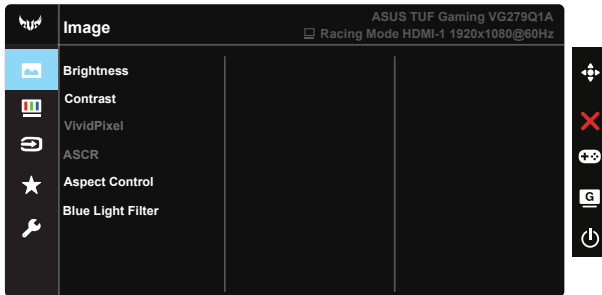 Image
ASUS TUF Gaming VG279Q1A
Racing Mode HDMI-1 1920x1080@60Hz
Brightness
Contrast
VividPixel
ASCR
Aspect Control
Blue Light Filter
G